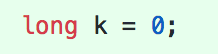 long k = 0;